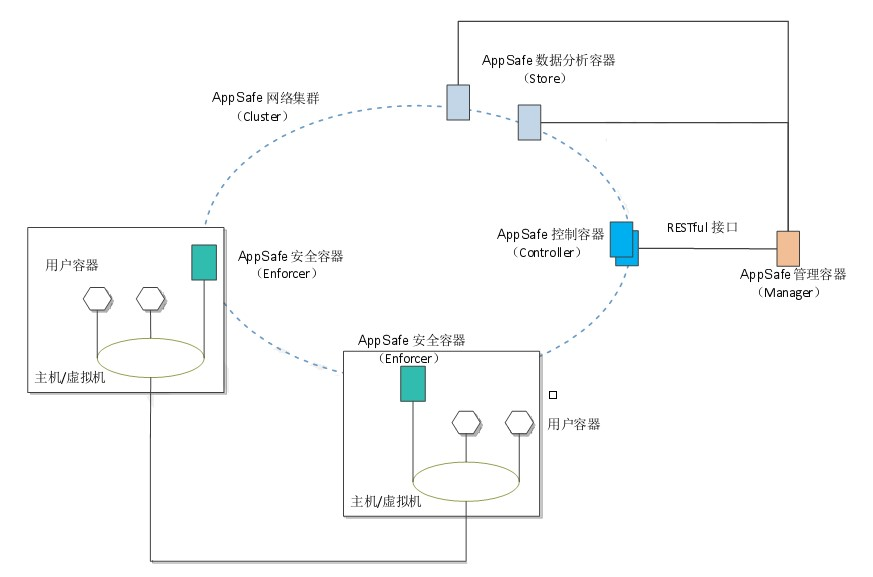 AppSafe 数据分析容器
（Store）
AppSafe 网络集群
（Cluster）
AppSafe 控制容器
（Controller）
RESTful 接口
AppSafe 管理容器
（Manager）
用户容器
AppSafe 安全容器
（Enforcer）
主机/虚拟机
AppSafe 安全容器
（Enforcer）
用户容器
主机/虚拟机